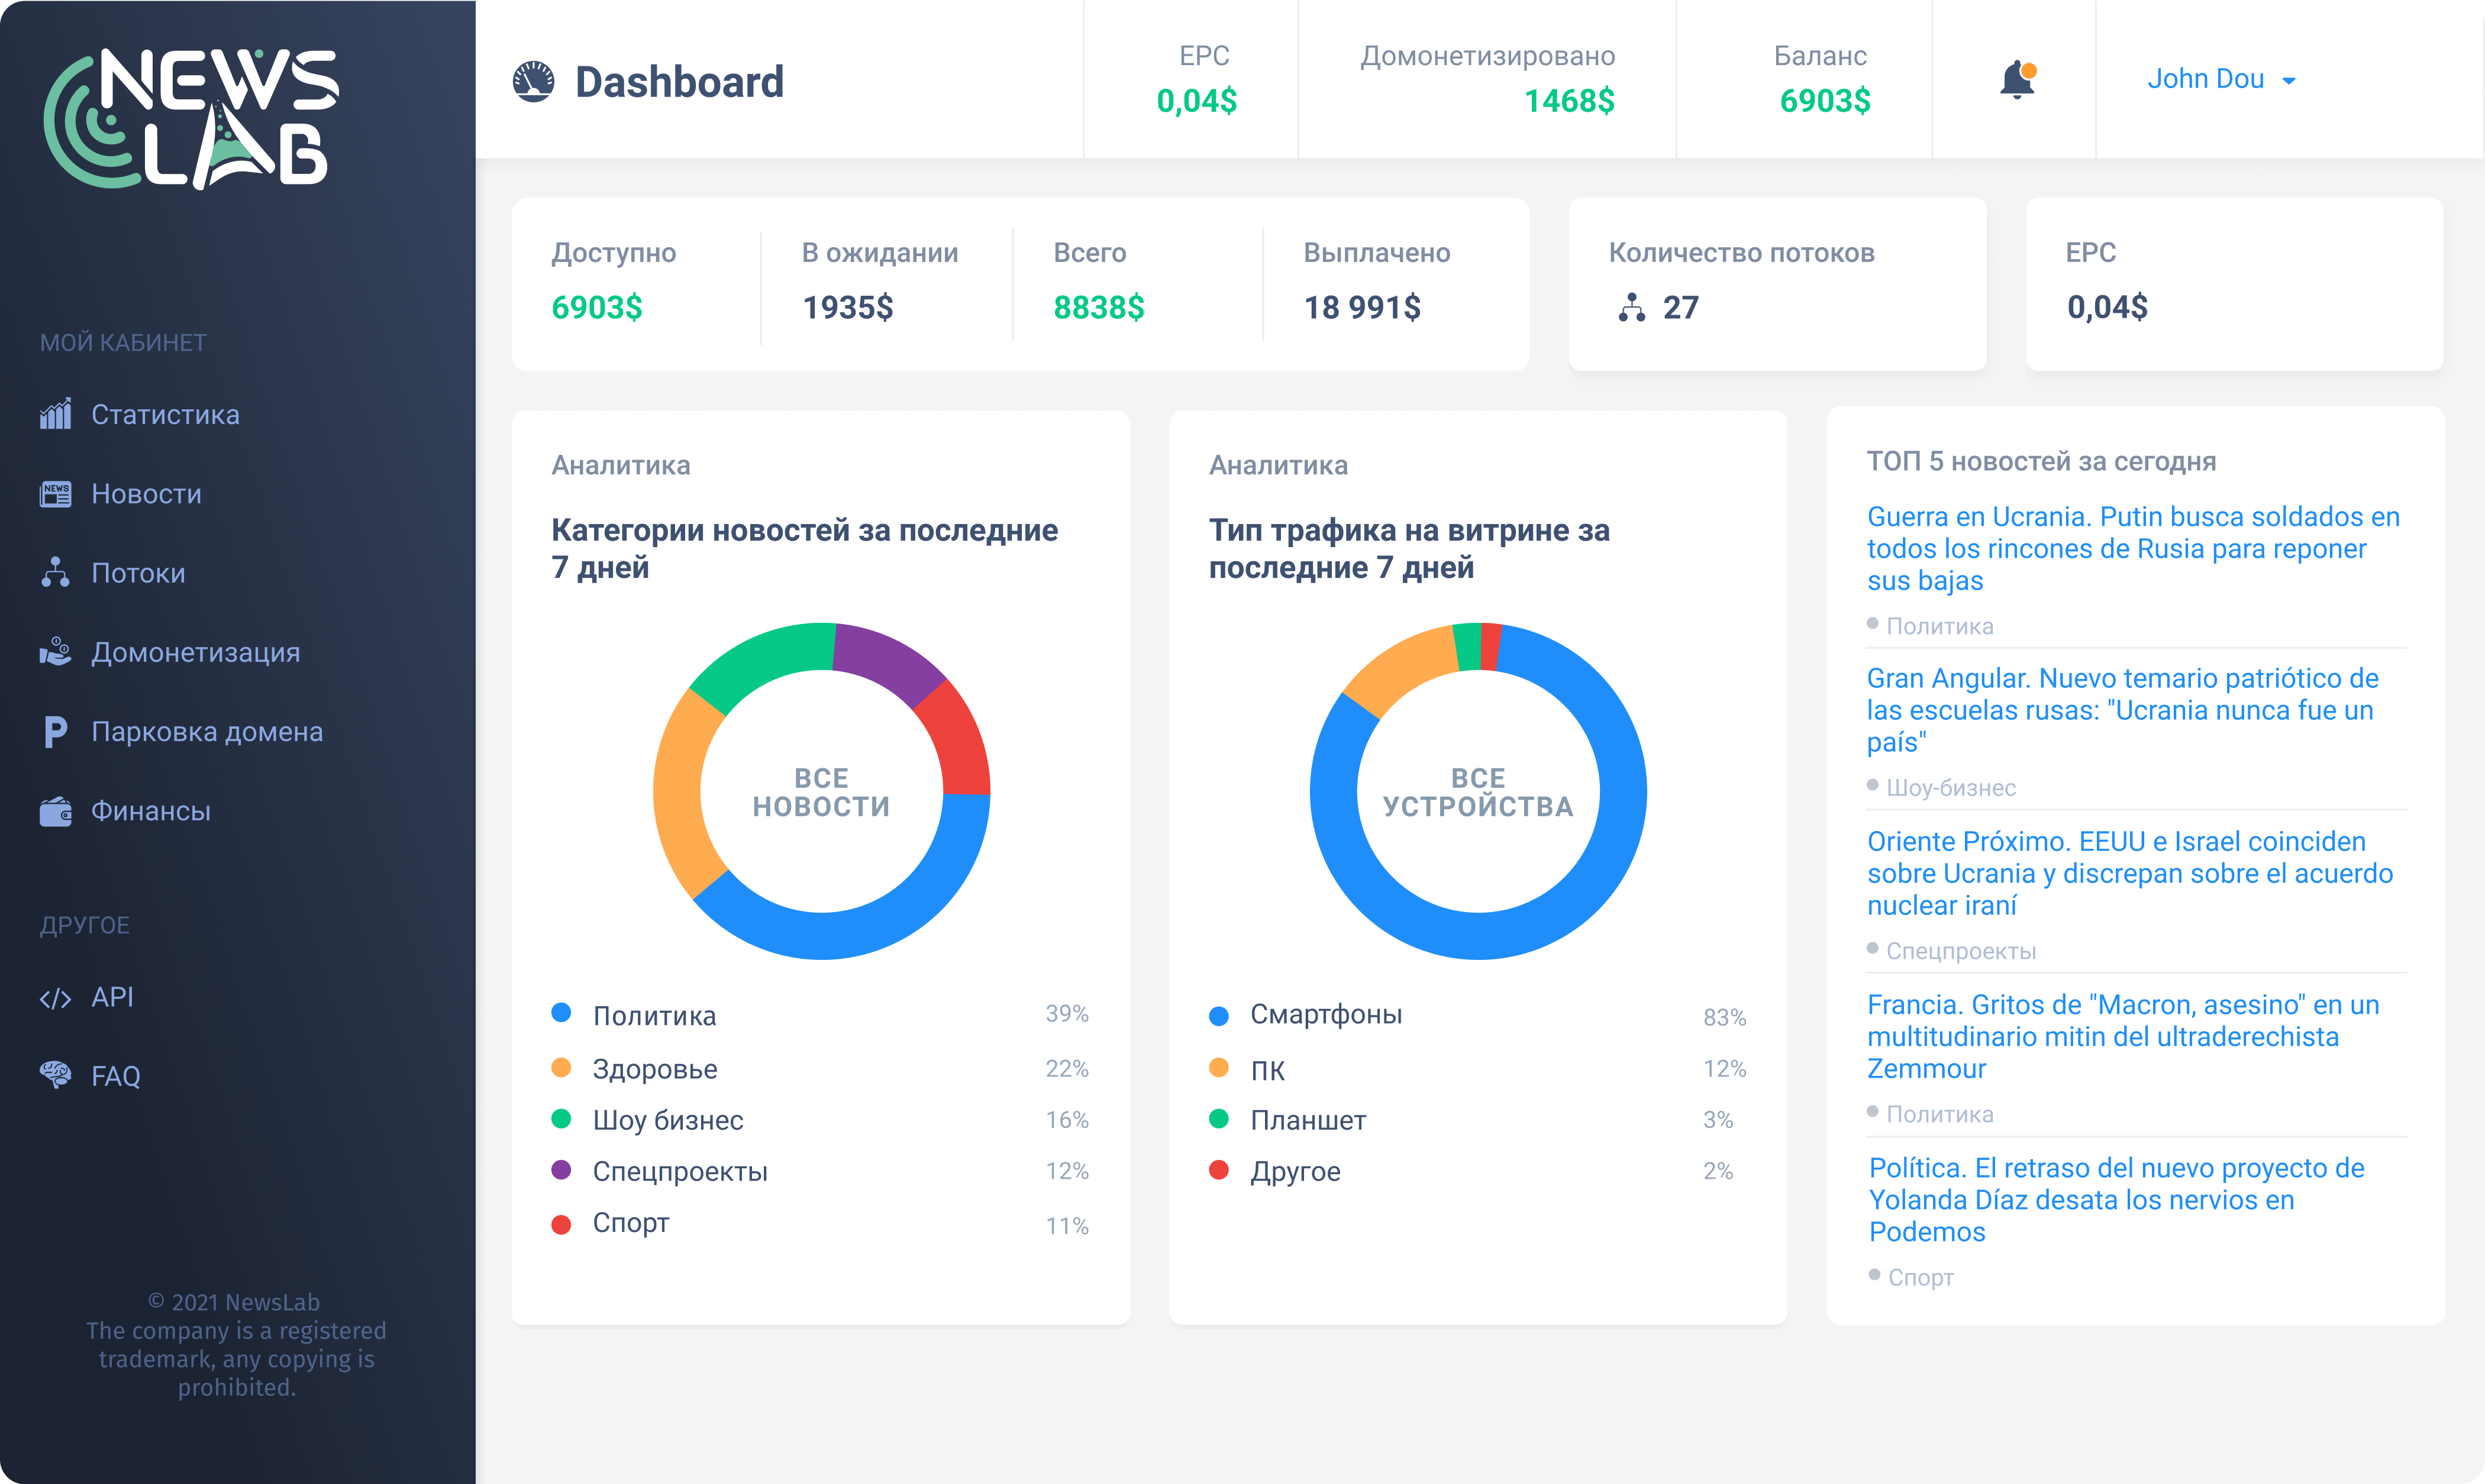 NEWS
LAB
МОЙ КАБИНЕТ
Статистика
NEWS
Новости
Потоки
Домонетизация
P
Парковка домена
Финансы
ДРУГОЕ
</> API
FAQ
© 2021 NewsLab
The company is a registered
trademark, any copying is
prohibited.
Dashboard
EPC
0,04$
Домонетизировано
1468$
Баланс
6903$
John Dou
Доступно
6903$
В ожидании
1935$
Всего
8838$
Выплачено
18 991$
Количество потоков
27
EPC
0,04$
Аналитика
Категории новостей за последние
7 дней
ВСЕ
НОВОСТИ
Политика 39%
Здоровье 22%
Шоу бизнес 16%
Спецпроекты 12%
Спорт 11%
Аналитика
Тип трафика на витрине за
последние 7 дней
ВСЕ
УСТРОЙСТВА
Смартфоны 83%
ПК 12%
Планшет 3%
Другое 2%
ТОП 5 новостей за сегодня
Guerra en Ucrania. Putin busca soldados en
todos los rincones de Rusia para reponer
sus bajas
Политика
Gran Angular. Nuevo temario patriótico de
las escuelas rusas: "Ucrania nunca fue un
país"
Шоу-бизнес
Oriente Próximo. EEUU e Israel coinciden
sobre Ucrania y discrepan sobre el acuerdo
nuclear iraní
Спецпроекты
Francia. Gritos de "Macron, asesino" en un
multitudinario mitin del ultraderechista
Zemmour
Политика
Política. El retraso del nuevo proyecto de
Yolanda Díaz desata los nervios en
Podemos
Спорт